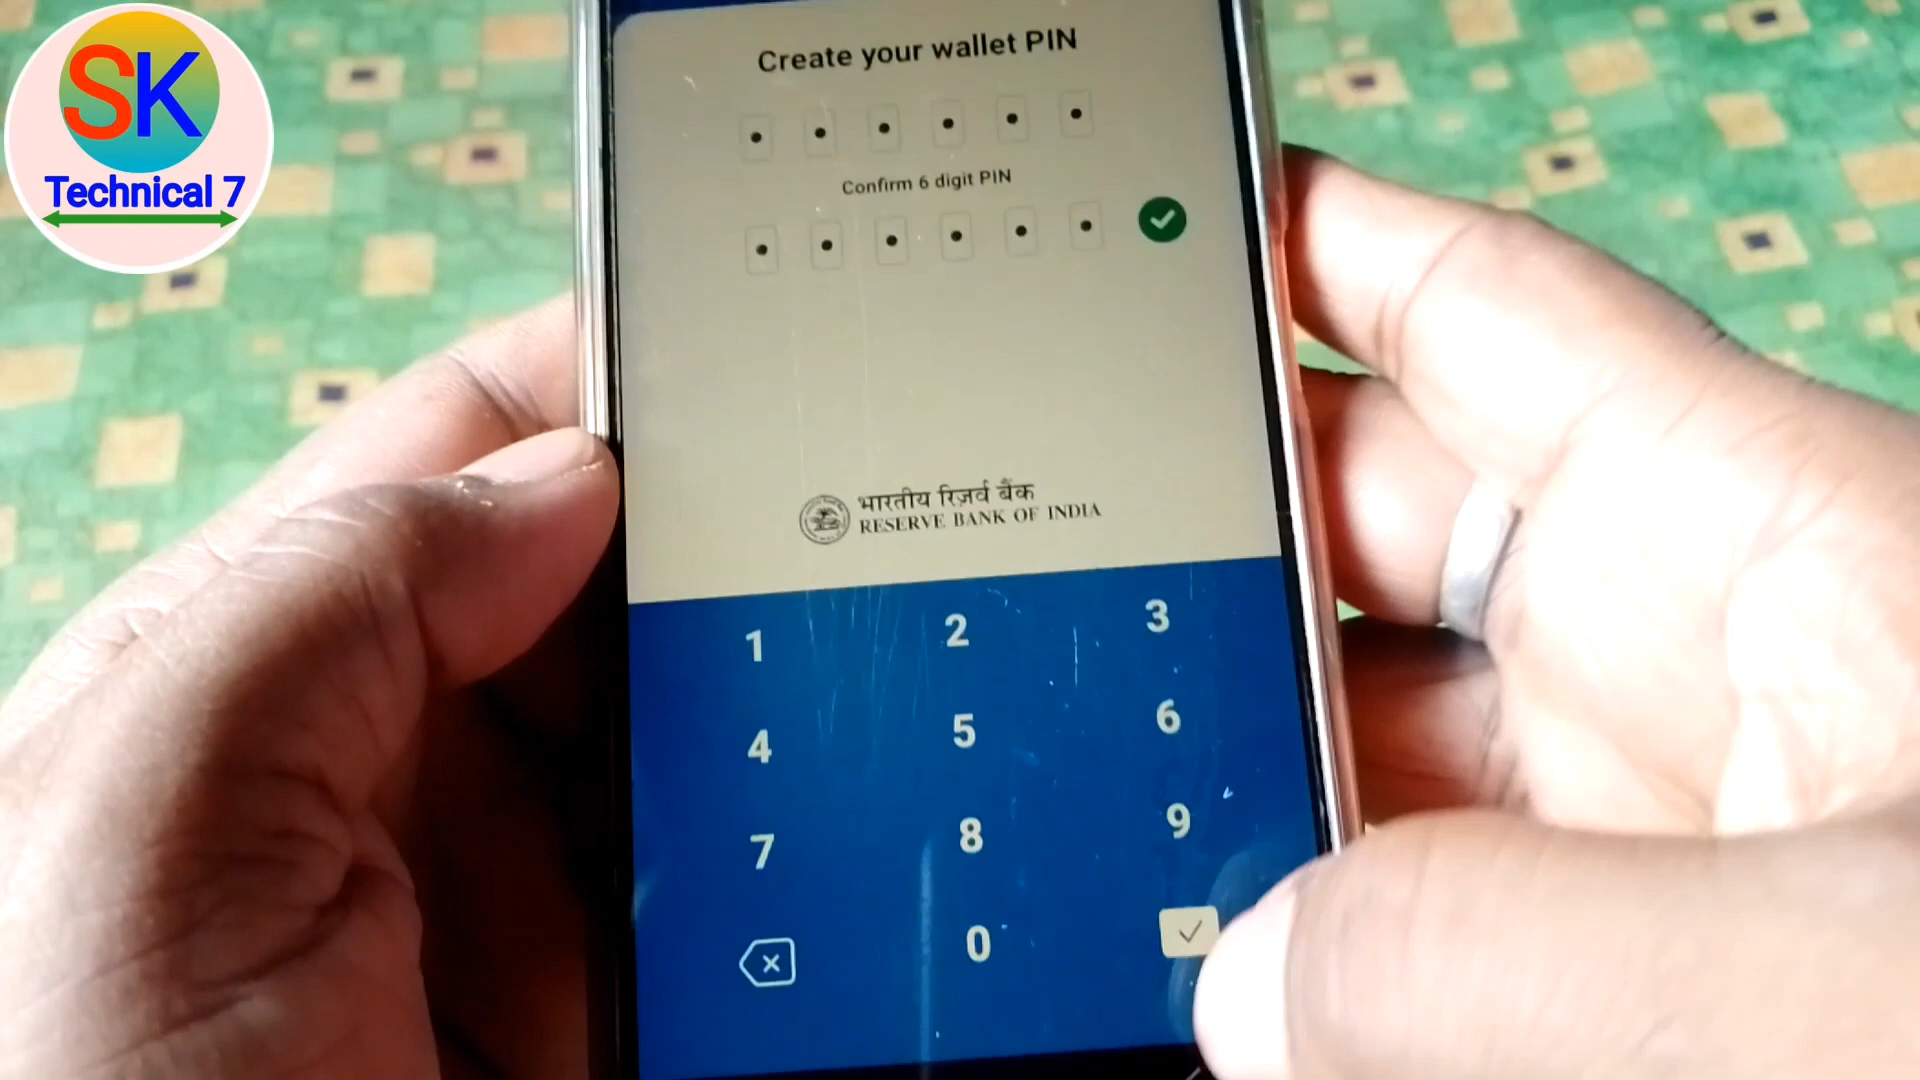 SK
Technical 7
Create your wallet PIN
Confirm 6 digit PIN
भारतीय रिज़र्व बैंक
RESERVE BANK OF INDIA
1 2 3
4 5 6
7 8 9
0